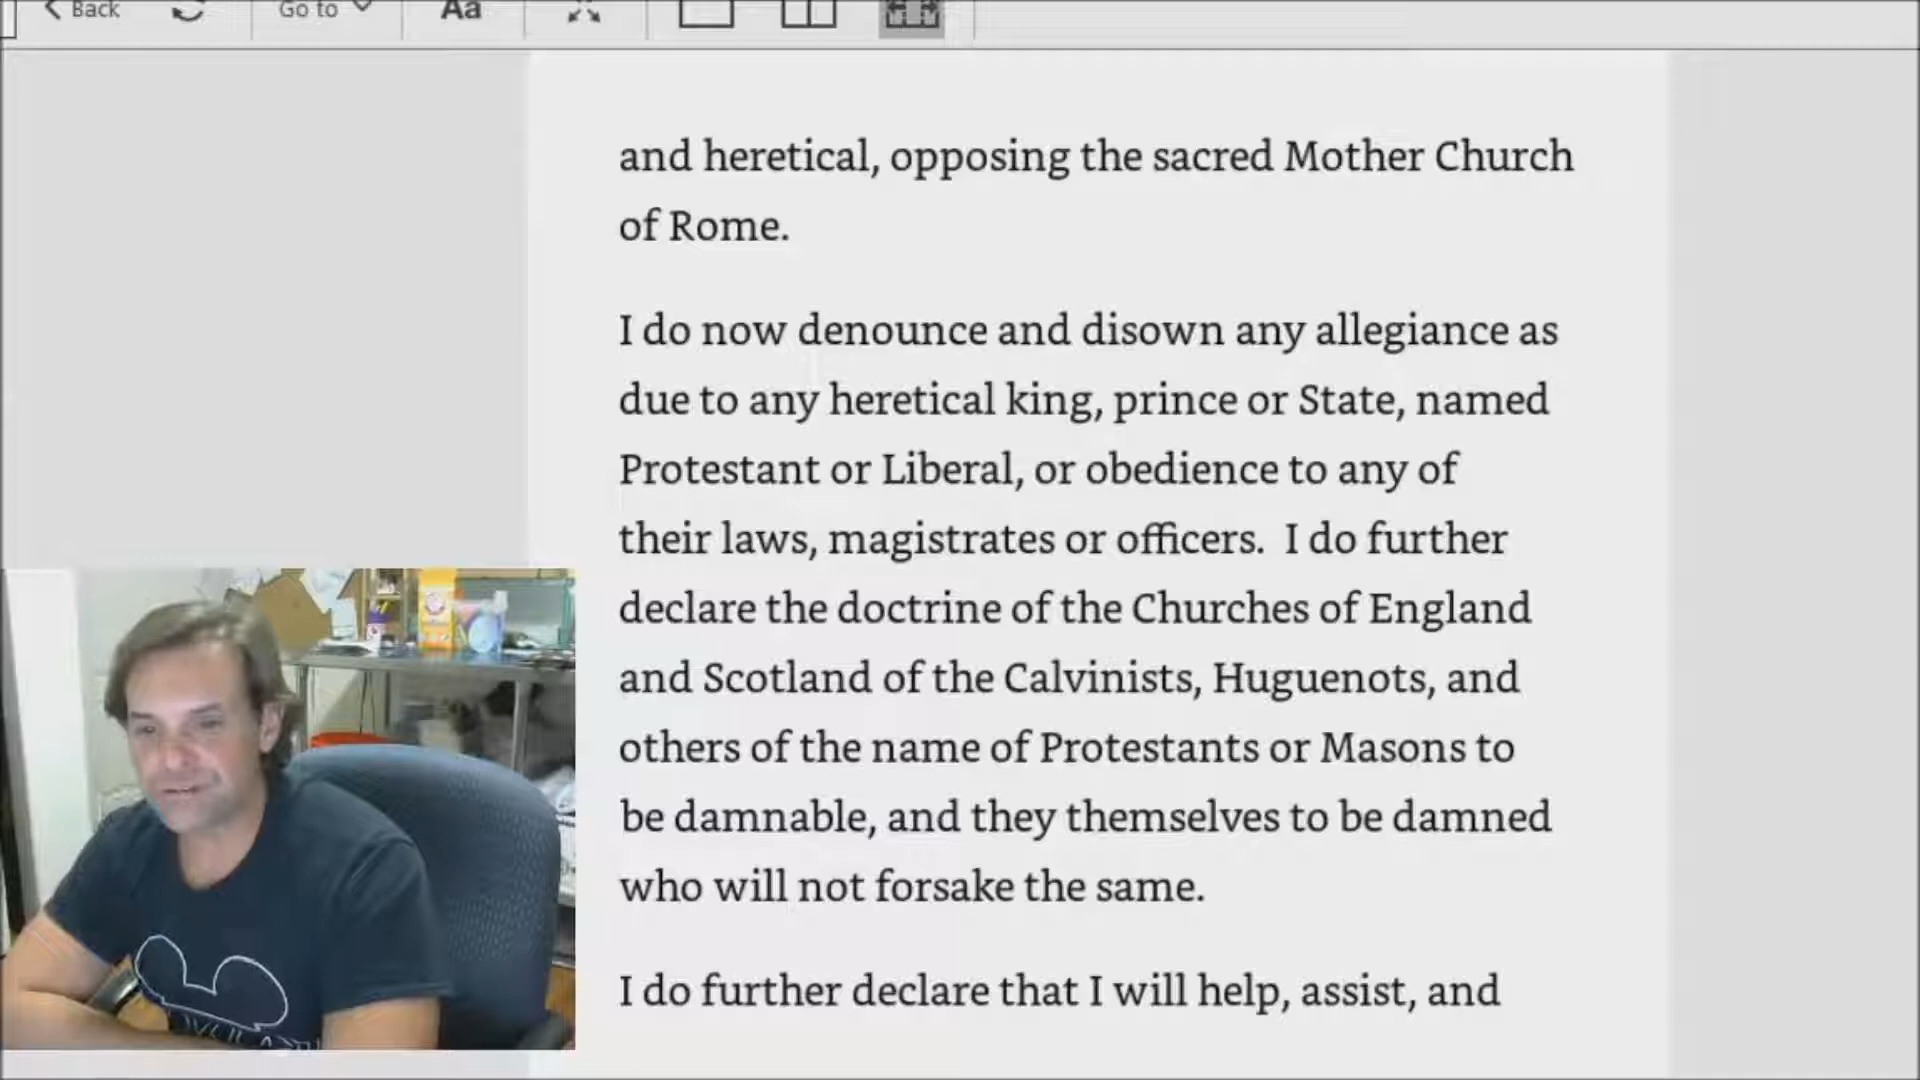 Back
Go to
Aa
and heretical, opposing the sacred Mother Church
of Rome.
I do now denounce and disown any allegiance as
due to any heretical king, prince or State, named
Protestant or Liberal, or obedience to any of
their laws, magistrates or officers.  I do further
declare the doctrine of the Churches of England
and Scotland of the Calvinists, Huguenots, and
others of the name of Protestants or Masons to
be damnable, and they themselves to be damned
who will not forsake the same.
I do further declare that I will help, assist, and